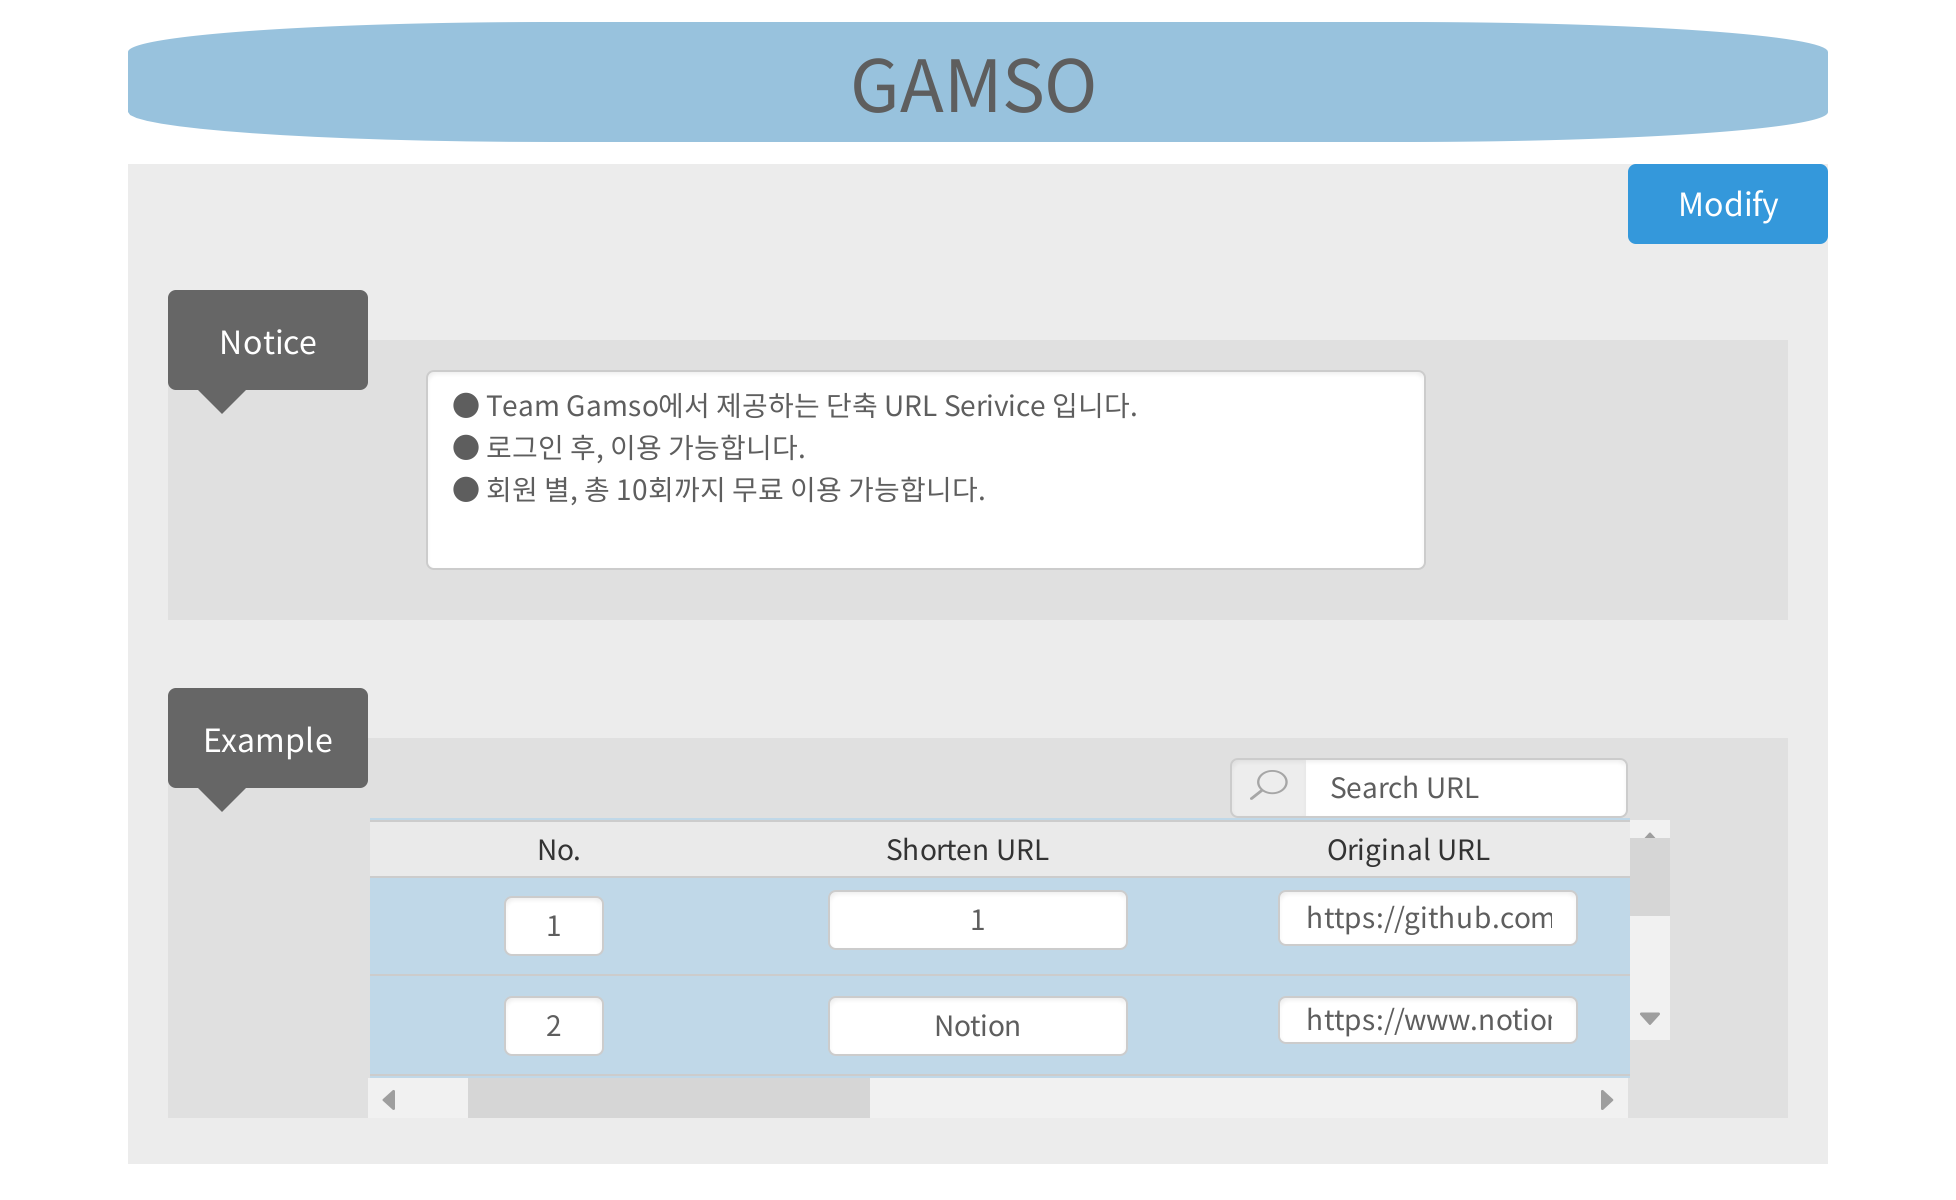 GAMSO
Modify
Notice
● Team Gamso에서 제공하는 단축 URL Serivice 입니다.
● 로그인 후, 이용 가능합니다.
● 회원 별, 총 10회까지 무료 이용 가능합니다.
Example
Search URL
No. Shorten URL Original URL
1 1 https://github.com
2 Notion https://www.notion